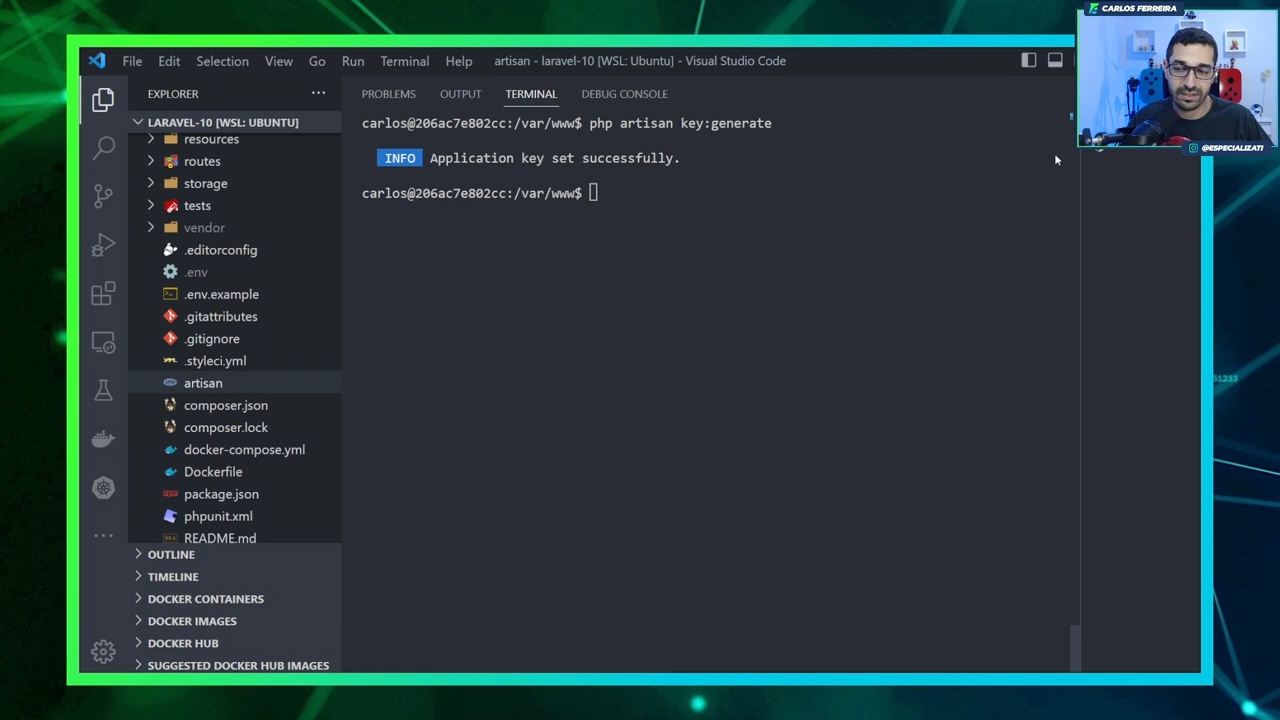 CARLOS FERREIRA
File Edit Selection View Go Run Terminal Help artisan - laravel-10 [WSL: Ubuntu] - Visual Studio Code
EXPLORER
LARAVEL-10 [WSL: UBUNTU]
resources
routes
storage
tests
vendor
.editorconfig
.env
.env.example
.gitattributes
.gitignore
.styleci.yml
artisan
composer.json
composer.lock
docker-compose.yml
Dockerfile
package.json
phpunit.xml
README.md
OUTLINE
TIMELINE
DOCKER CONTAINERS
DOCKER IMAGES
DOCKER HUB
SUGGESTED DOCKER HUB IMAGES
PROBLEMS OUTPUT TERMINAL DEBUG CONSOLE
carlos@206ac7e802cc:/var/www$ php artisan key:generate
INFO Application key set successfully.
carlos@206ac7e802cc:/var/www$
@ESPECIALIZATI